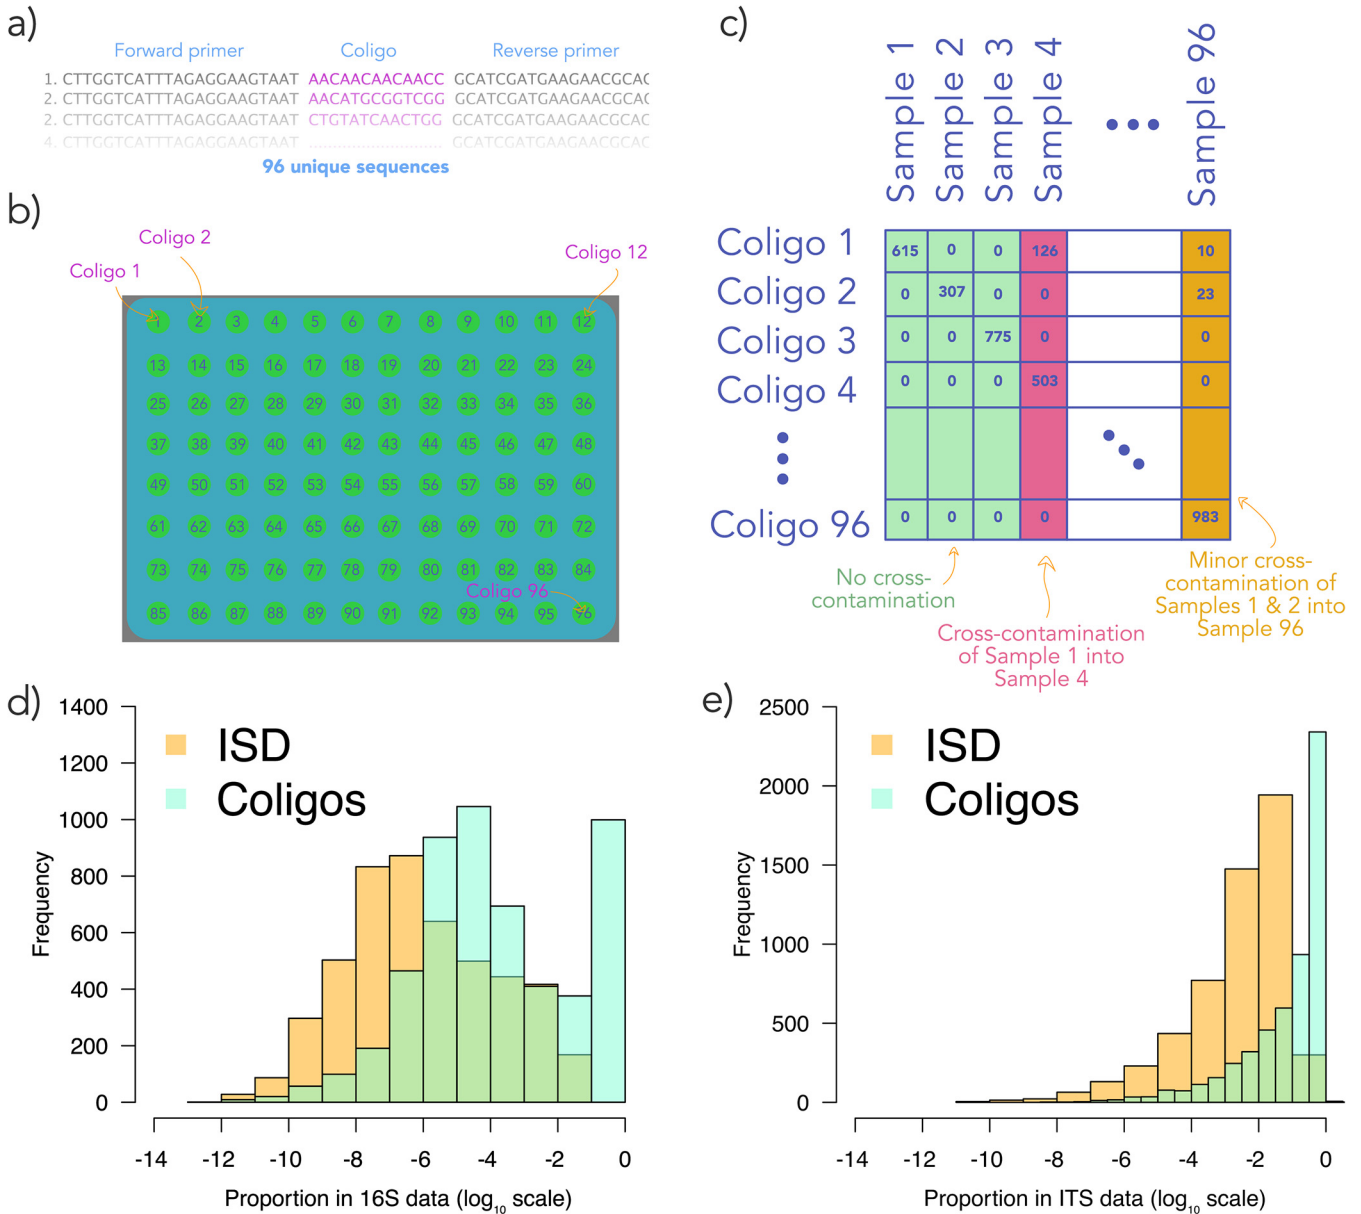 a)
Forward primer Coligo Reverse primer
1. CTTGGTCATTTAGAGGAAGTAAT AACAACAACAACC GCATCGATGAAGAACGCAC
2. CTTGGTCATTTAGAGGAAGTAAT AACATGCGGTCGG GCATCGATGAAGAACGCAC
2. CTTGGTCATTTAGAGGAAGTAAT CTGTATCAACTGG GCATCGATGAAGAACGCAC
4. CTTGGTCATTTAGAGGAAGTAAT ..................... GCATCGATGAAGAACGCAC
96 unique sequences
b)
Coligo 1
Coligo 2
Coligo 12
1 2 3 4 5 6 7 8 9 10 11 12
13 14 15 16 17 18 19 20 21 22 23 24
25 26 27 28 29 30 31 32 33 34 35 36
37 38 39 40 41 42 43 44 45 46 47 48
49 50 51 52 53 54 55 56 57 58 59 60
61 62 63 64 65 66 67 68 69 70 71 72
73 74 75 76 77 78 79 80 81 82 83 84
Coligo 96
85 86 87 88 89 90 91 92 93 94 95 96
c)
Sample 1
Sample 2
Sample 3
Sample 4
Sample 96
Coligo 1 615 0 0 126 10
Coligo 2 0 307 0 0 23
Coligo 3 0 0 775 0 0
Coligo 4 0 0 0 503 0
Coligo 96 0 0 0 0 983
No cross-
contamination
Cross-contamination
of Sample 1 into
Sample 4
Minor cross-
contamination of
Samples 1 & 2 into
Sample 96
d)
ISD
Coligos
Frequency
1400
1200
1000
800
600
400
200
0
-14 -12 -10 -8 -6 -4 -2 0
Proportion in 16S data (log10 scale)
e)
ISD
Coligos
Frequency
2500
2000
1500
1000
500
0
-14 -12 -10 -8 -6 -4 -2 0
Proportion in ITS data (log10 scale)